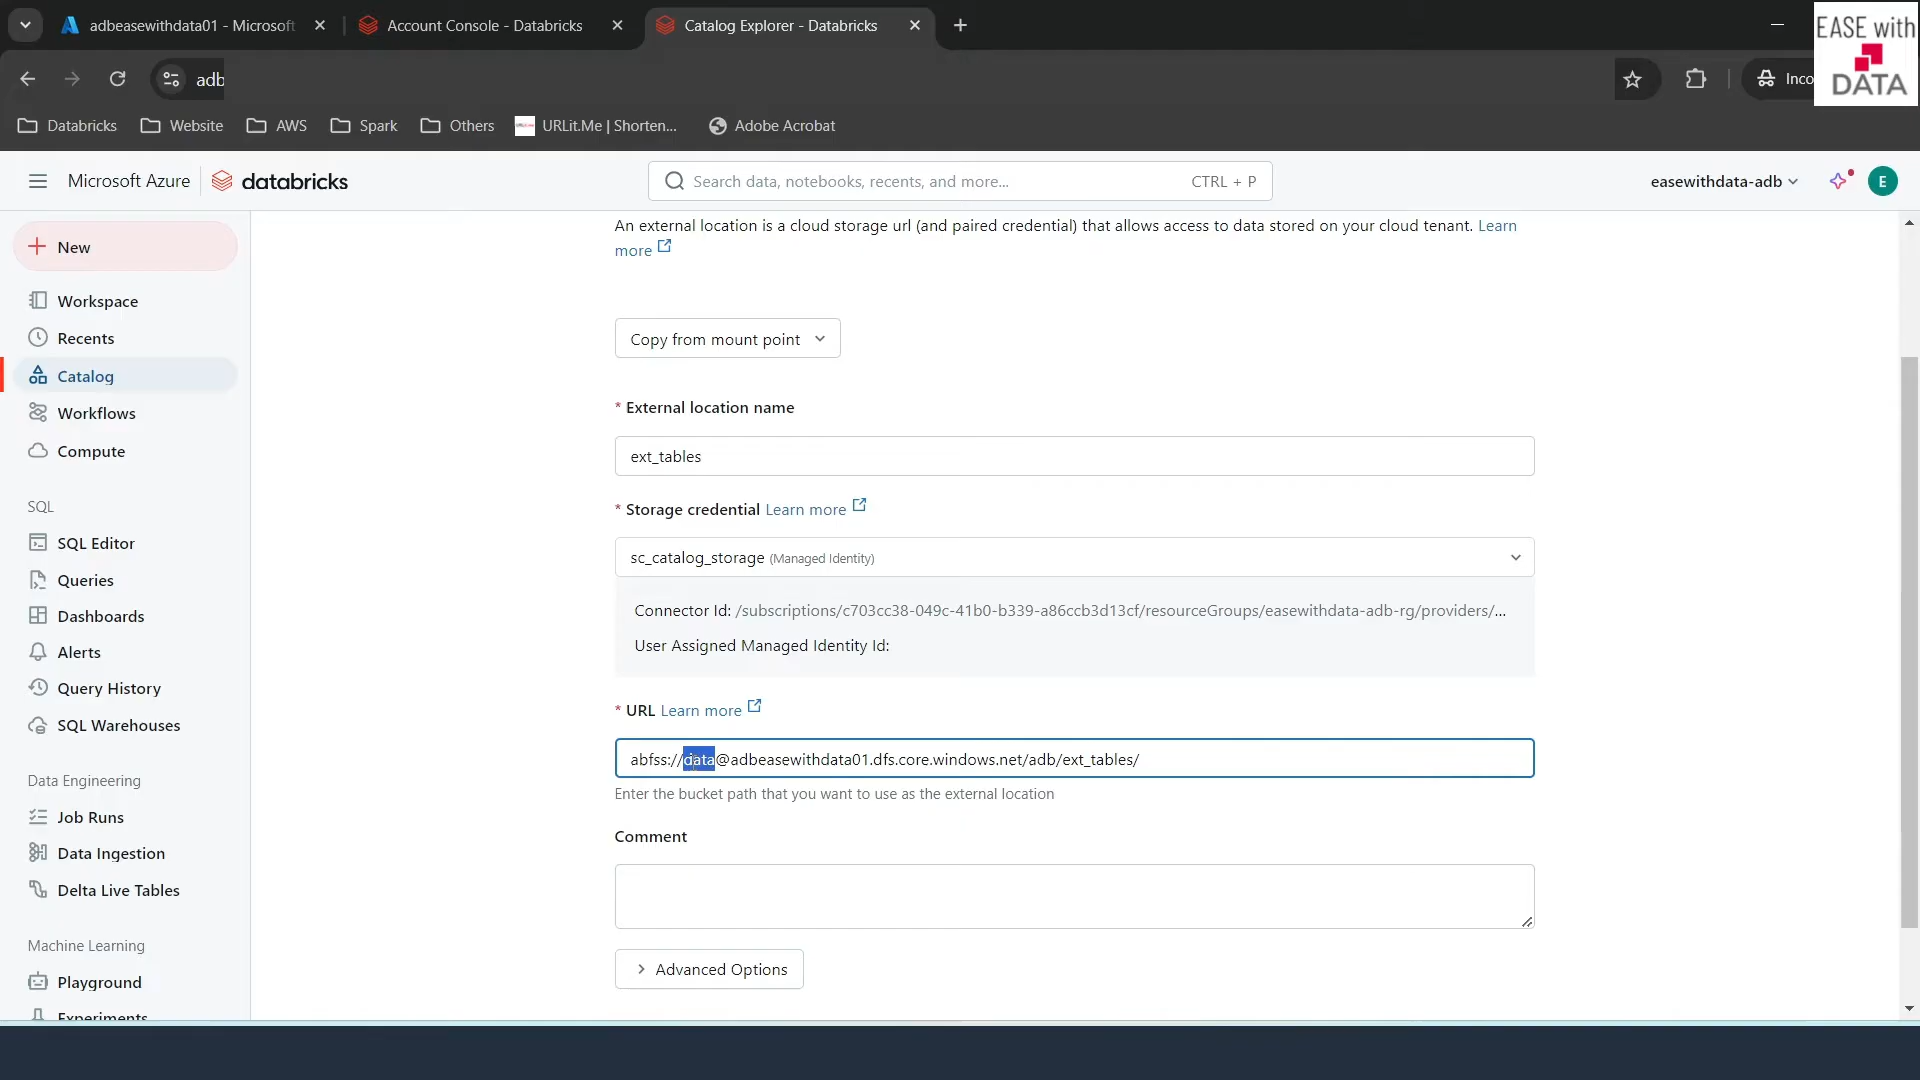 adbeasewithdata01 - Microsoft
Account Console - Databricks
Catalog Explorer - Databricks
EASE with
DATA
adb
Inco
Databricks
Website
AWS
Spark
Others
URLit.Me | Shorten...
Adobe Acrobat
Microsoft Azure
databricks
Search data, notebooks, recents, and more...
CTRL + P
easewithdata-adb
E
New
Workspace
Recents
Catalog
Workflows
Compute
SQL
SQL Editor
Queries
Dashboards
Alerts
Query History
SQL Warehouses
Data Engineering
Job Runs
Data Ingestion
Delta Live Tables
Machine Learning
Playground
Experiments
An external location is a cloud storage url (and paired credential) that allows access to data stored on your cloud tenant. Learn
more
Copy from mount point
* External location name
ext_tables
* Storage credential Learn more
sc_catalog_storage (Managed Identity)
Connector Id: /subscriptions/c703cc38-049c-41b0-b339-a86ccb3d13cf/resourceGroups/easewithdata-adb-rg/providers/...
User Assigned Managed Identity Id:
* URL Learn more
abfss://data@adbeasewithdata01.dfs.core.windows.net/adb/ext_tables/
Enter the bucket path that you want to use as the external location
Comment
Advanced Options